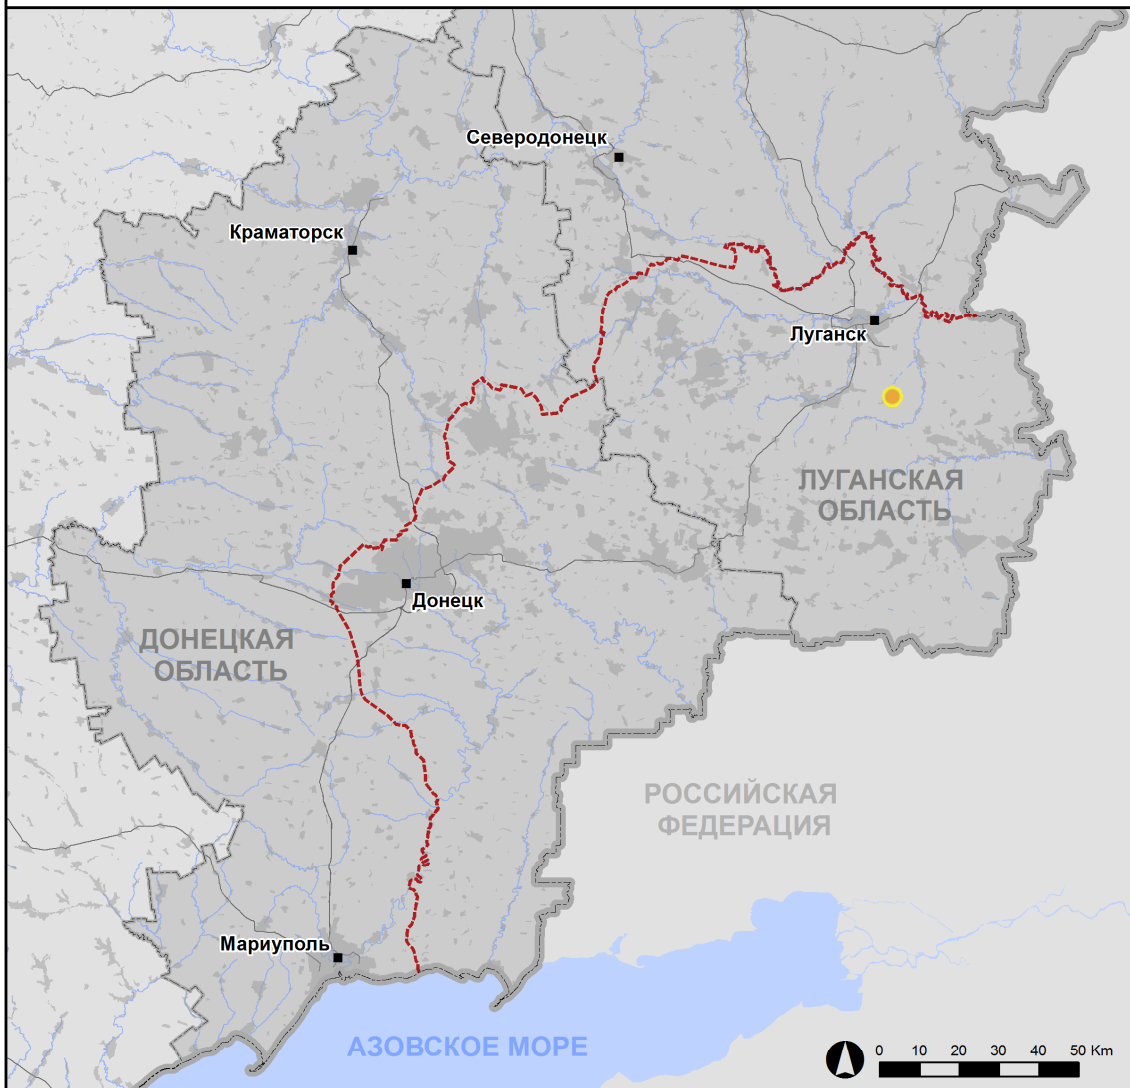 Северодонецк
Краматорск
Луганск
ЛУГАНСКАЯ
ОБЛАСТЬ
Донецк
ДОНЕЦКАЯ
ОБЛАСТЬ
РОССИЙСКАЯ
ФЕДЕРАЦИЯ
Мариуполь
АЗОВСКОЕ МОРЕ
0 10 20 30 40 50 Km